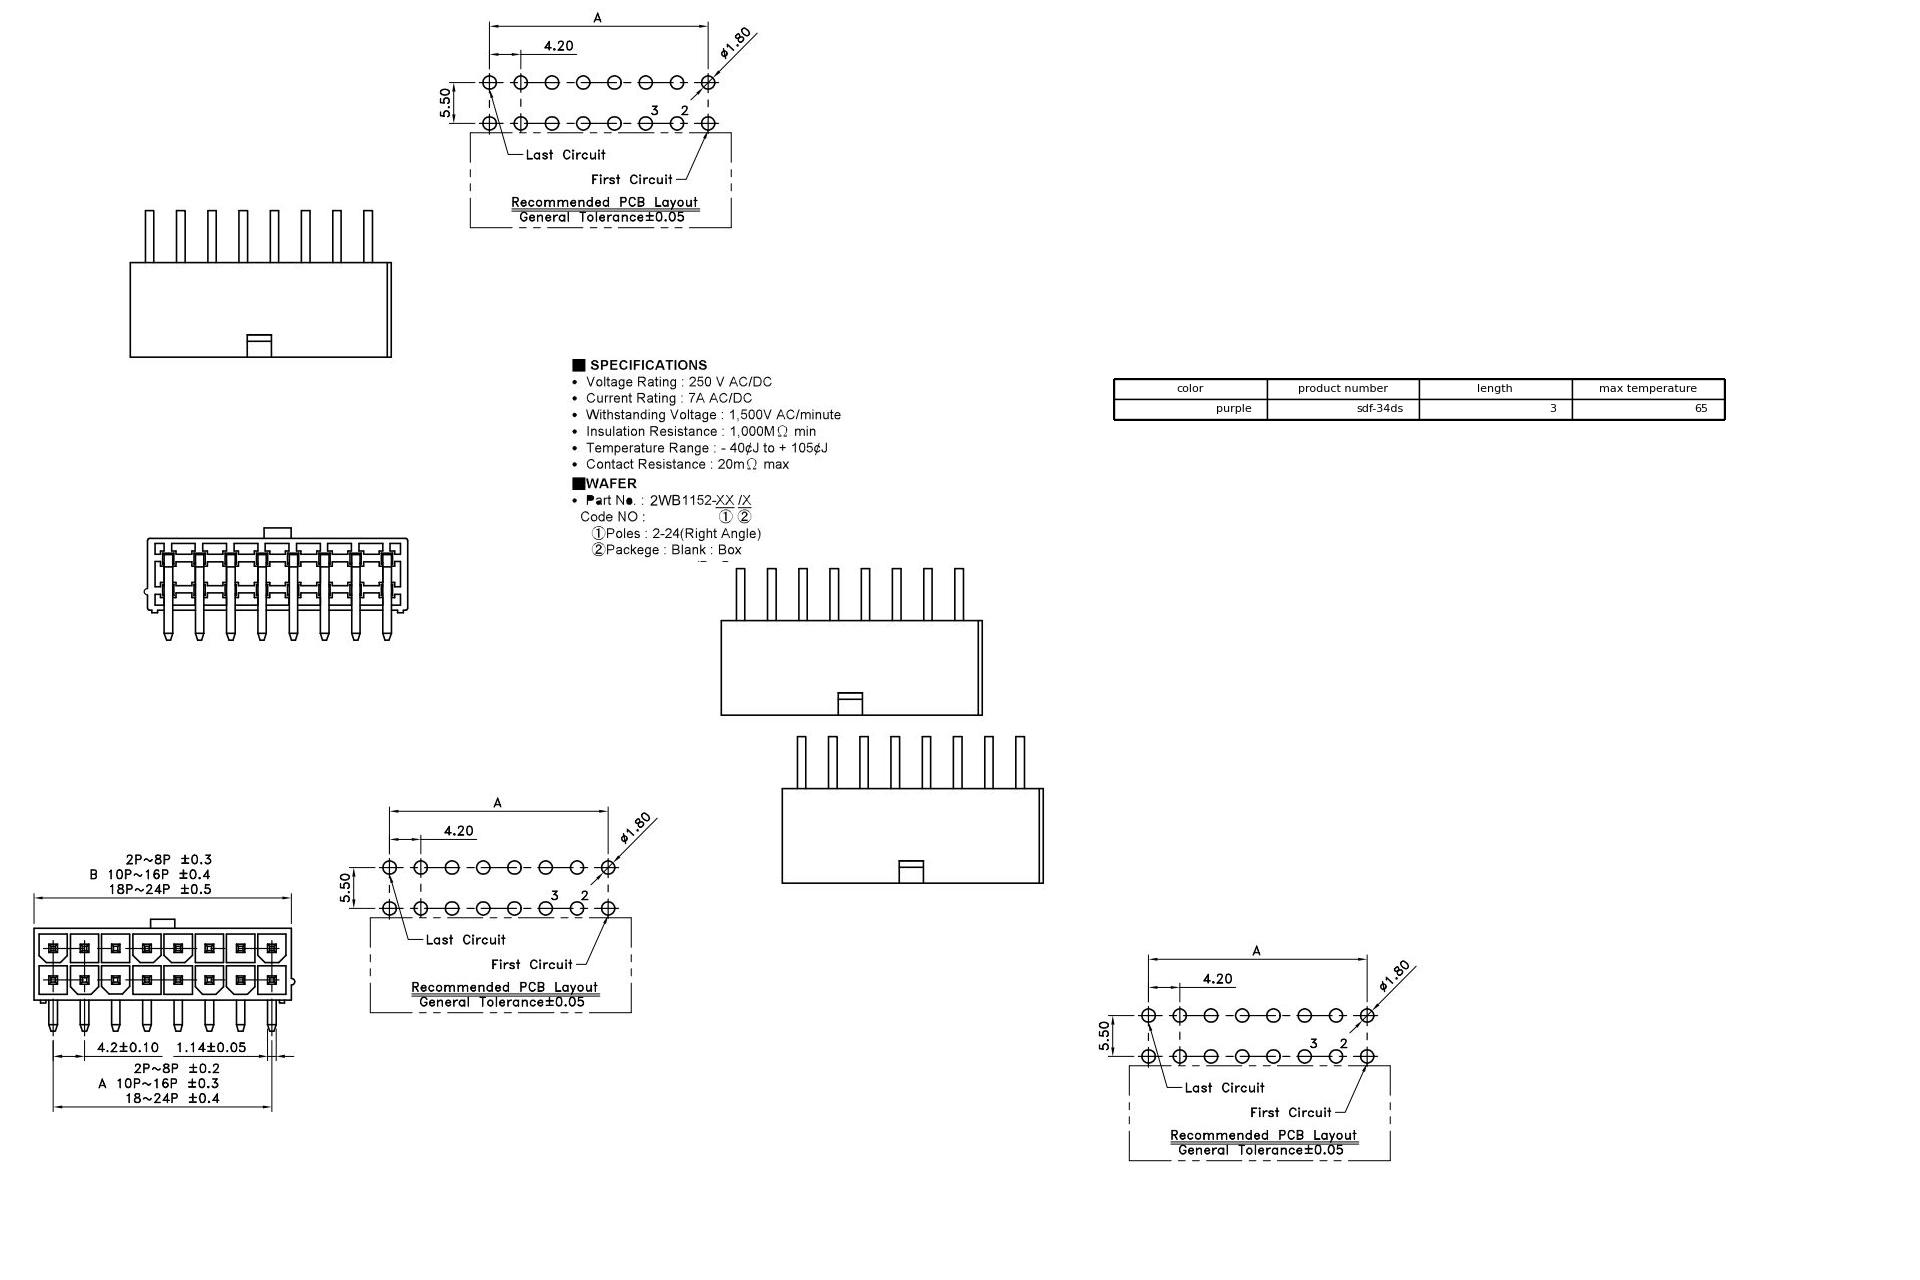 A
4.20
ø1.80
5.50
3 2
Last Circuit
First Circuit
Recommended PCB Layout
General Tolerance±0.05
■ SPECIFICATIONS
• Voltage Rating : 250 V AC/DC
• Current Rating : 7A AC/DC
• Withstanding Voltage : 1,500V AC/minute
• Insulation Resistance : 1,000MΩ min
• Temperature Range : - 40¢J to + 105¢J
• Contact Resistance : 20mΩ max
■WAFER
• Part No. : 2WB1152-XX /X
Code NO : ① ②
①Poles : 2-24(Right Angle)
②Packege : Blank : Box
color product number length max temperature
purple sdf-34ds 3 65
A
4.20
ø1.80
5.50
3 2
Last Circuit
First Circuit
Recommended PCB Layout
General Tolerance±0.05
2P~8P ±0.3
B 10P~16P ±0.4
18P~24P ±0.5
4.2±0.10 1.14±0.05
2P~8P ±0.2
A 10P~16P ±0.3
18~24P ±0.4
A
4.20
ø1.80
5.50
3 2
Last Circuit
First Circuit
Recommended PCB Layout
General Tolerance±0.05